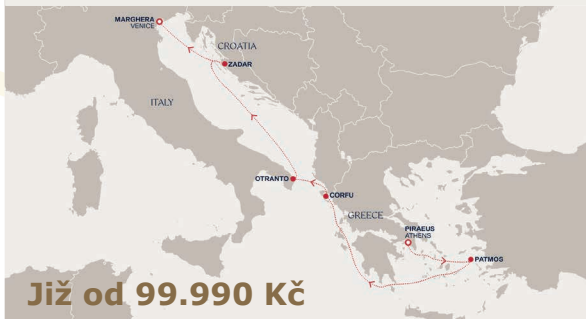 MARGHERA
VENICE
CROATIA
ZADAR
ITALY
OTRANTO
CORFU
GREECE
PIRAEUS
ATHENS
PATMOS
Již od 99.990 Kč